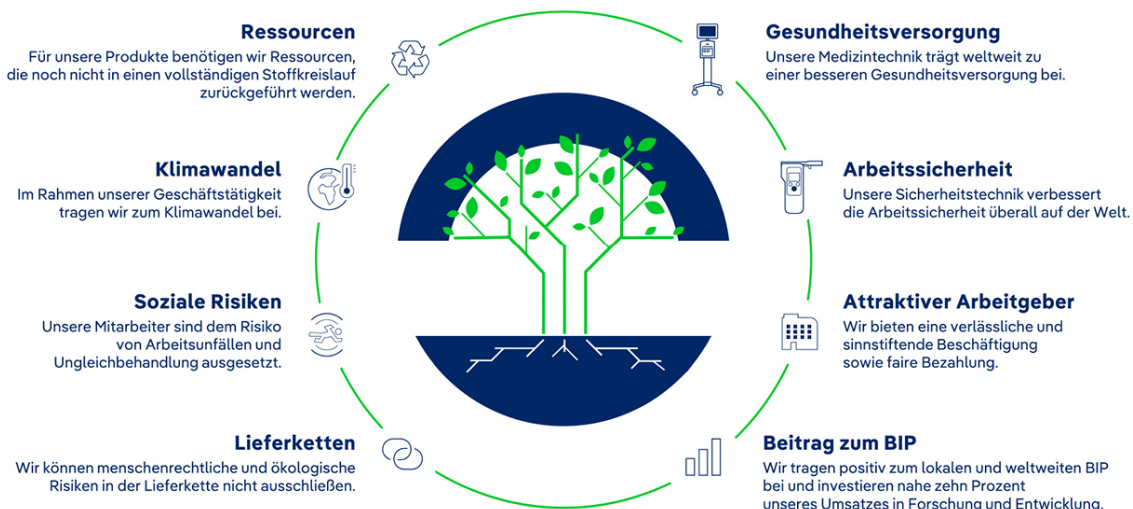 Ressourcen
Für unsere Produkte benötigen wir Ressourcen,
die noch nicht in einen vollständigen Stoffkreislauf
zurückgeführt werden.
Klimawandel
Im Rahmen unserer Geschäftstätigkeit
tragen wir zum Klimawandel bei.
Soziale Risiken
Unsere Mitarbeiter sind dem Risiko
von Arbeitsunfällen und
Ungleichbehandlung ausgesetzt.
Lieferketten
Wir können menschenrechtliche und ökologische
Risiken in der Lieferkette nicht ausschließen.
Gesundheitsversorgung
Unsere Medizintechnik trägt weltweit zu
einer besseren Gesundheitsversorgung bei.
Arbeitssicherheit
Unsere Sicherheitstechnik verbessert
die Arbeitssicherheit überall auf der Welt.
Attraktiver Arbeitgeber
Wir bieten eine verlässliche und
sinnstiftende Beschäftigung
sowie faire Bezahlung.
Beitrag zum BIP
Wir tragen positiv zum lokalen und weltweiten BIP
bei und investieren nahe zehn Prozent
unseres Umsatzes in Forschung und Entwicklung.